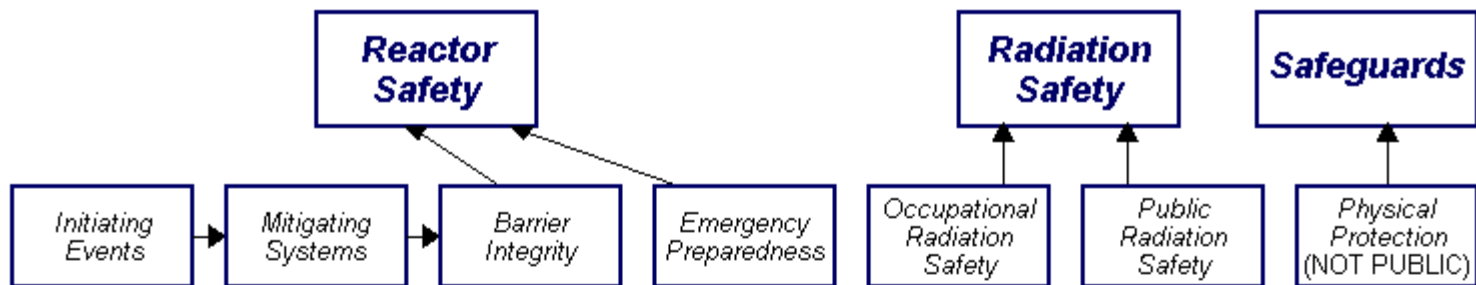 Reactor
Safety
Radiation
Safety
Safeguards
Initiating
Events
Mitigating
Systems
Barrier
Integrity
Emergency
Preparedness
Occupational
Radiation
Safety
Public
Radiation
Safety
Physical
Protection
(NOT PUBLIC)